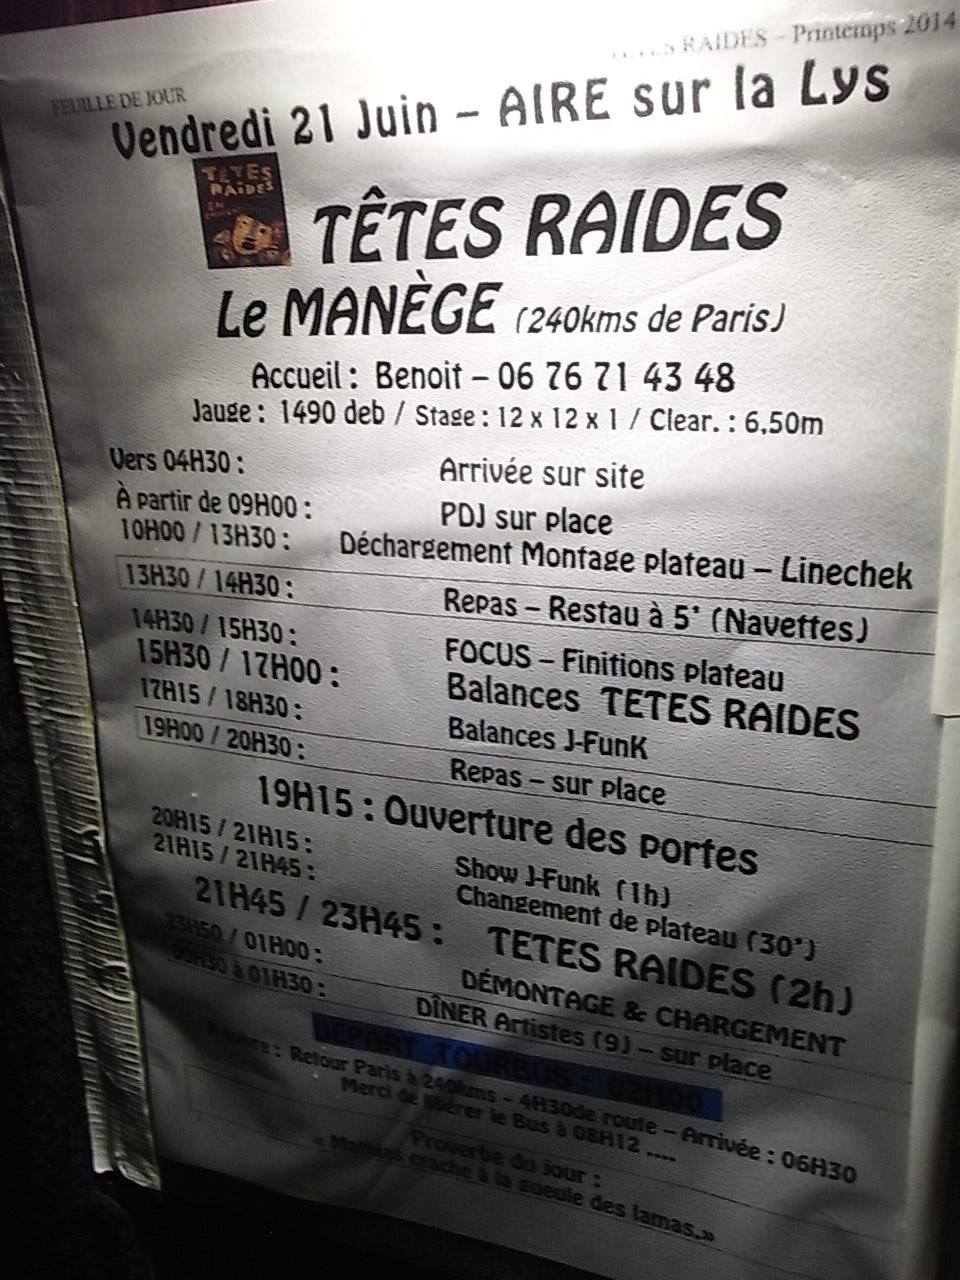 RAIDES – Printemps 2014
FEUILLE DE JOUR
Vendredi 21 Juin – AIRE sur la Lys
TÊTES
RAIDES
TÊTES RAIDES
Le MANÈGE (240kms de Paris)
Accueil : Benoit – 06 76 71 43 48
Jauge : 1490 deb / Stage : 12 x 12 x 1 / Clear. : 6,50m
Vers 04H30 : Arrivée sur site
À partir de 09H00 : PDJ sur place
10H00 / 13H30 : Déchargement Montage plateau – Linechek
13H30 / 14H30 : Repas – Restau à 5' (Navettes)
14H30 / 15H30 : FOCUS – Finitions plateau
15H30 / 17H00 : Balances TETES RAIDES
17H15 / 18H30 : Balances J-FunK
19H00 / 20H30 : Repas – sur place
19H15 : Ouverture des portes
20H15 / 21H15 : Show J-Funk (1h)
21H15 / 21H45 : Changement de plateau (30')
21H45 / 23H45 : TETES RAIDES (2h)
23H50 / 01H00 : DÉMONTAGE & CHARGEMENT
00H30 à 01H30 : DÎNER Artistes (9) – sur place
DEPART TOURBUS : 02H00
Retour Paris à 240kms – 4H30de route – Arrivée : 06H30
Merci de libérer le Bus à 08H12 ....
Proverbe du jour :
« Mathias crache à la gueule des lamas.»